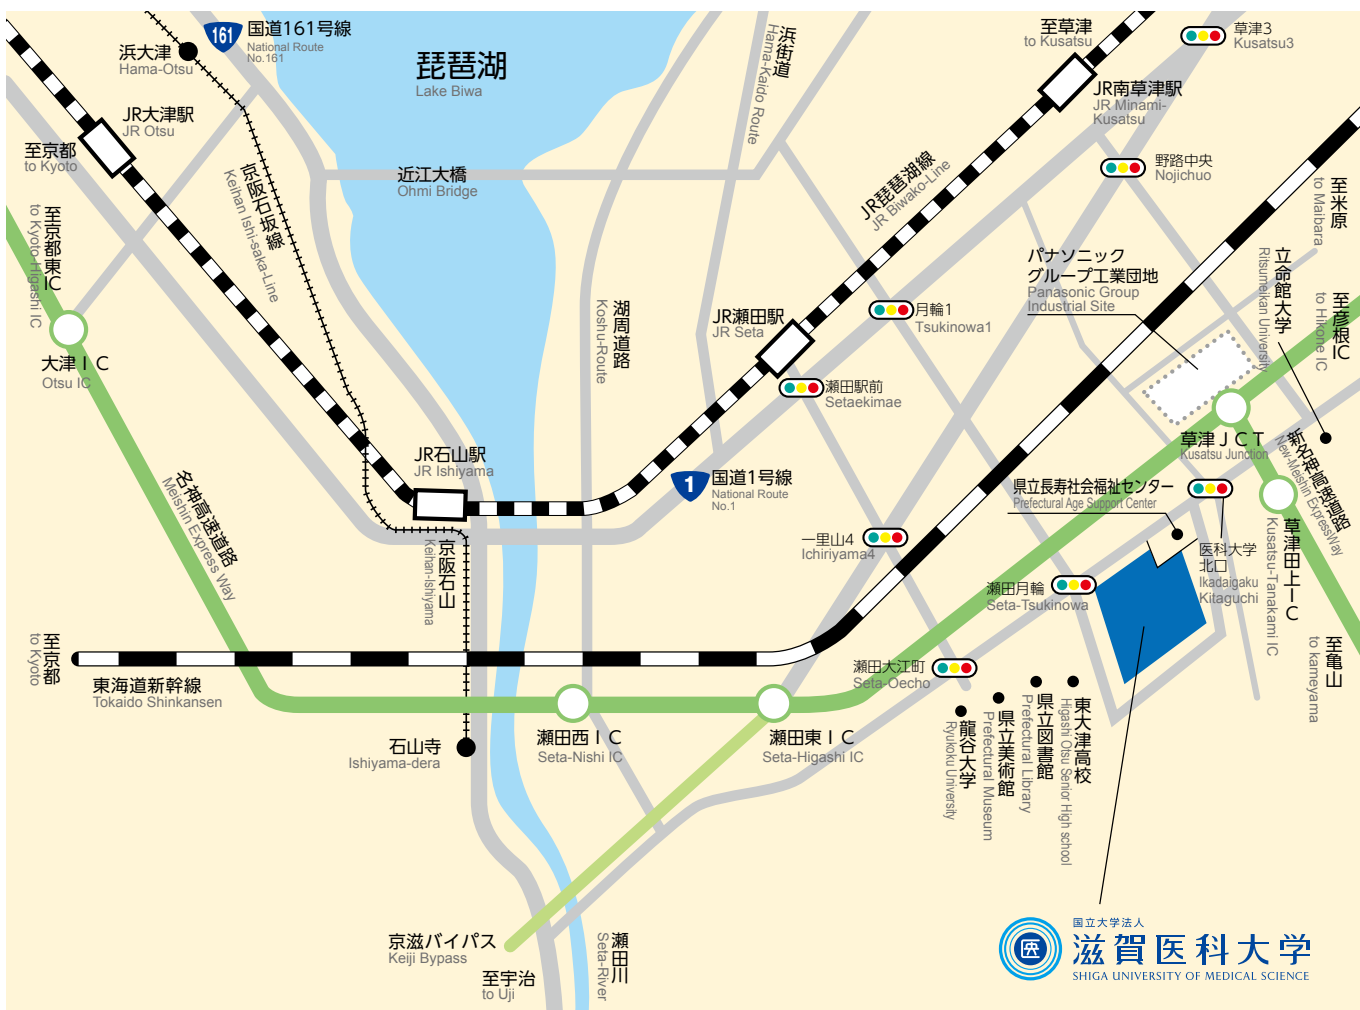 161
国道161号線
National Route
No.161
浜大津
Hama-Otsu
琵琶湖
Lake Biwa
浜街道
Hama-Kaido Route
至草津
to Kusatsu
草津3
Kusatsu3
JR大津駅
JR Otsu
至京都
to Kyoto
JR南草津駅
JR Minami-
Kusatsu
近江大橋
Ohmi Bridge
京阪石坂線
Keihan Ishi-saka-Line
JR琵琶湖線
JR Biwako-Line
野路中央
Nojichuo
至米原
to Maibara
至京都東IC
to Kyoto-Higashi IC
パナソニック
グループ工業団地
Panasonic Group
Industrial Site
立命館大学
Ritsumeikan University
至彦根IC
to Hikone IC
湖周道路
Koshu-Route
JR瀬田駅
JR Seta
月輪1
Tsukinowa1
大津IC
Otsu IC
瀬田駅前
Setaekimae
JR石山駅
JR Ishiyama
1
国道1号線
National Route
No.1
草津JCT
Kusatsu Junction
新名神高速道路
New-Meishin ExpressWay
名神高速道路
Meishin Express Way
県立長寿社会福祉センター
Prefectural Age Support Center
京阪石山
Keihan-Ishiyama
一里山4
Ichiriyama4
医科大学
北口
Ikadaigaku
Kitaguchi
草津田上IC
Kusatsu-Tanakami IC
瀬田月輪
Seta-Tsukinowa
至京都
to Kyoto
東海道新幹線
Tokaido Shinkansen
瀬田大江町
Seta-Oecho
至亀山
to kameyama
石山寺
Ishiyama-dera
瀬田西IC
Seta-Nishi IC
瀬田東IC
Seta-Higashi IC
龍谷大学
Ryukoku University
県立美術館
Prefectural Museum
県立図書館
Prefectural Library
東大津高校
Higashi Otsu Senior High school
京滋バイパス
Keiji Bypass
至宇治
to Uji
瀬田川
Seta-River
医
国立大学法人
滋賀医科大学
SHIGA UNIVERSITY OF MEDICAL SCIENCE